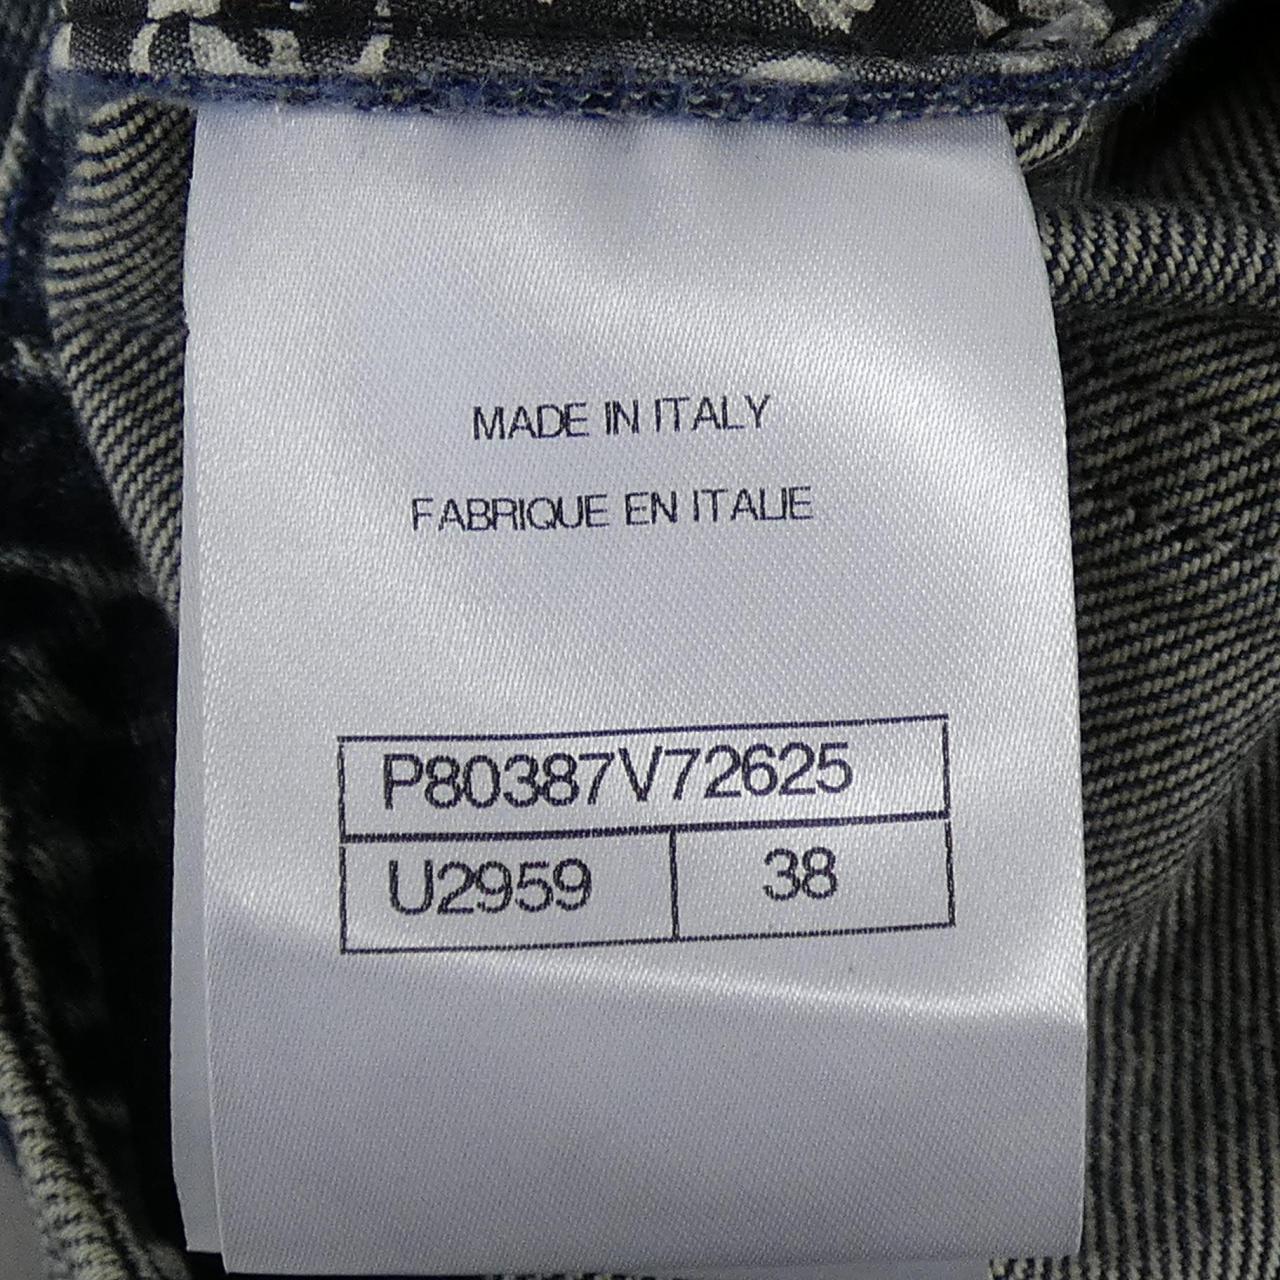 MADE IN ITALY
FABRIQUE EN ITALIE
P80387V72625
U2959 38